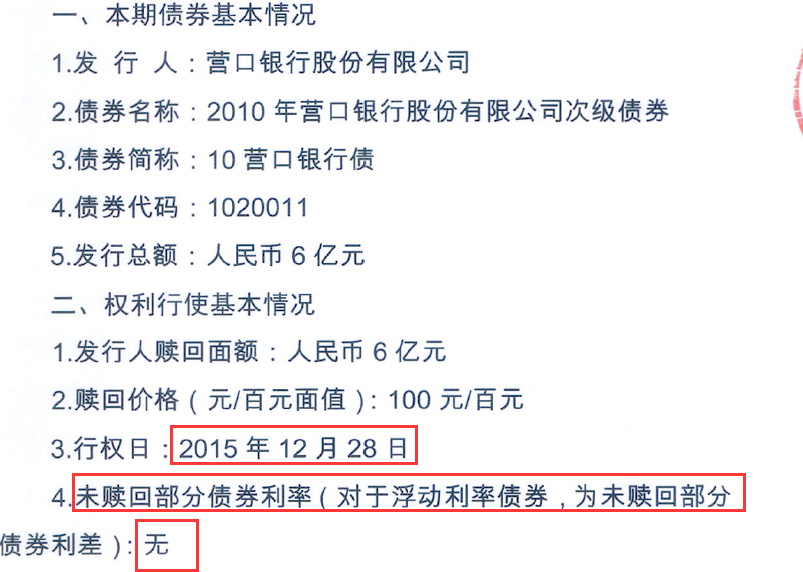 一、本期债券基本情况
1.发 行 人：营口银行股份有限公司
2.债券名称：2010 年营口银行股份有限公司次级债券
3.债券简称：10 营口银行债
4.债券代码：1020011
5.发行总额：人民币 6 亿元
二、权利行使基本情况
1.发行人赎回面额：人民币 6 亿元
2.赎回价格（元/百元面值）：100 元/百元
3.行权日：2015 年 12 月 28 日
4.未赎回部分债券利率（对于浮动利率债券，为未赎回部分
债券利差）：无